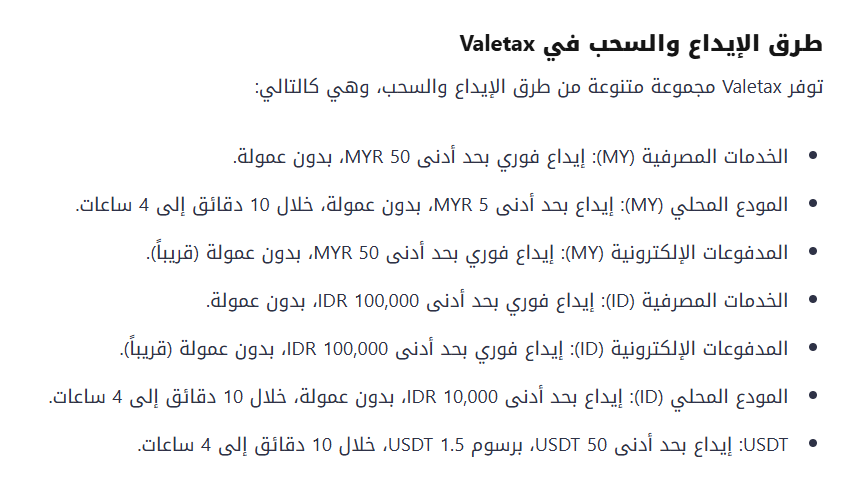 طرق الإيداع والسحب في Valetax
توفر Valetax مجموعة متنوعة من طرق الإيداع والسحب، وهي كالتالي:
الخدمات المصرفية (MY): إيداع فوري بحد أدنى 50 MYR، بدون عمولة.
المودع المحلي (MY): إيداع بحد أدنى 5 MYR، بدون عمولة، خلال 10 دقائق إلى 4 ساعات.
المدفوعات الإلكترونية (MY): إيداع فوري بحد أدنى 50 MYR، بدون عمولة (قريباً).
الخدمات المصرفية (ID): إيداع فوري بحد أدنى 100,000 IDR، بدون عمولة.
المدفوعات الإلكترونية (ID): إيداع فوري بحد أدنى 100,000 IDR، بدون عمولة (قريباً).
المودع المحلي (ID): إيداع بحد أدنى 10,000 IDR، بدون عمولة، خلال 10 دقائق إلى 4 ساعات.
USDT: إيداع بحد أدنى 50 USDT، برسوم 1.5 USDT، خلال 10 دقائق إلى 4 ساعات.